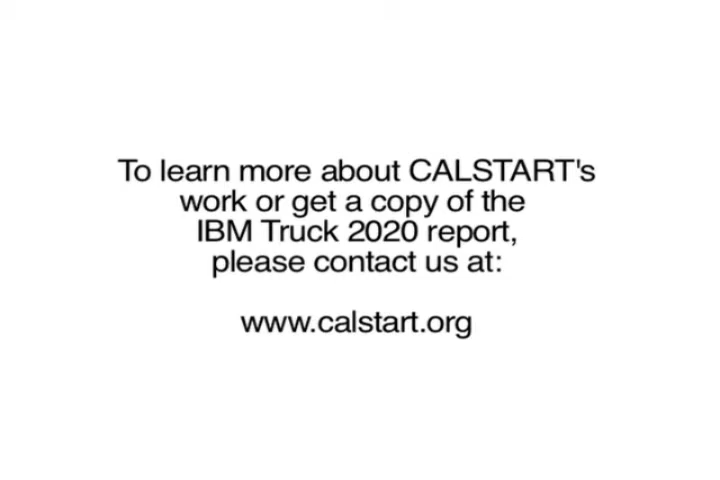 To learn more about CALSTART's
work or get a copy of the
IBM Truck 2020 report,
please contact us at:
www.calstart.org